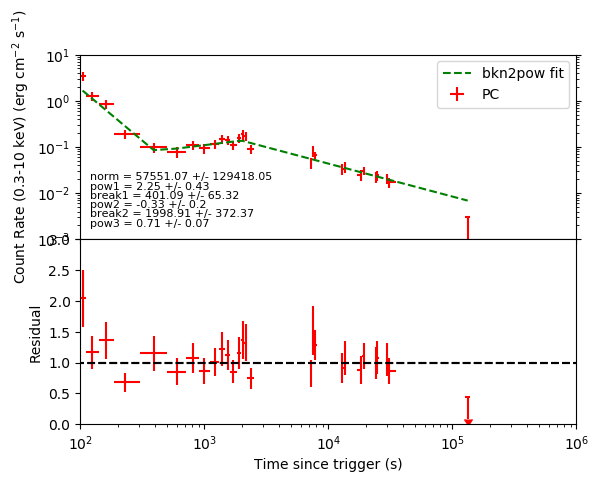 Count Rate (0.3-10 keV) (erg cm⁻² s⁻¹)
10¹
10⁰
10⁻¹
10⁻²
10⁻³
bkn2pow fit
PC
norm = 57551.07 +/- 129418.05
pow1 = 2.25 +/- 0.43
break1 = 401.09 +/- 65.32
pow2 = -0.33 +/- 0.2
break2 = 1998.91 +/- 372.37
pow3 = 0.71 +/- 0.07
Residual
3.0
2.5
2.0
1.5
1.0
0.5
0.0
10² 10³ 10⁴ 10⁵ 10⁶
Time since trigger (s)